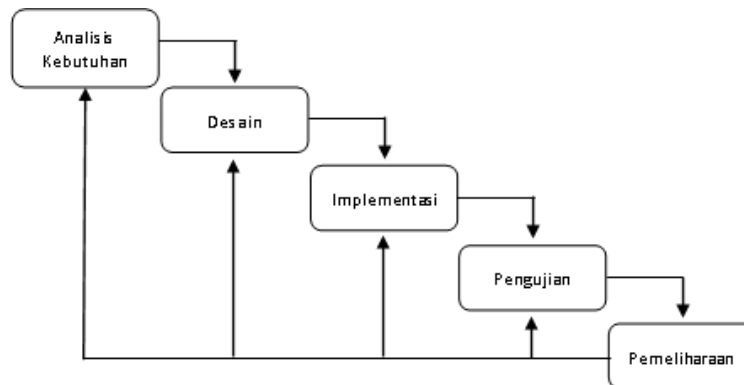 Analisis
Kebutuhan
Desain
Implementasi
Pengujian
Pemeliharaan